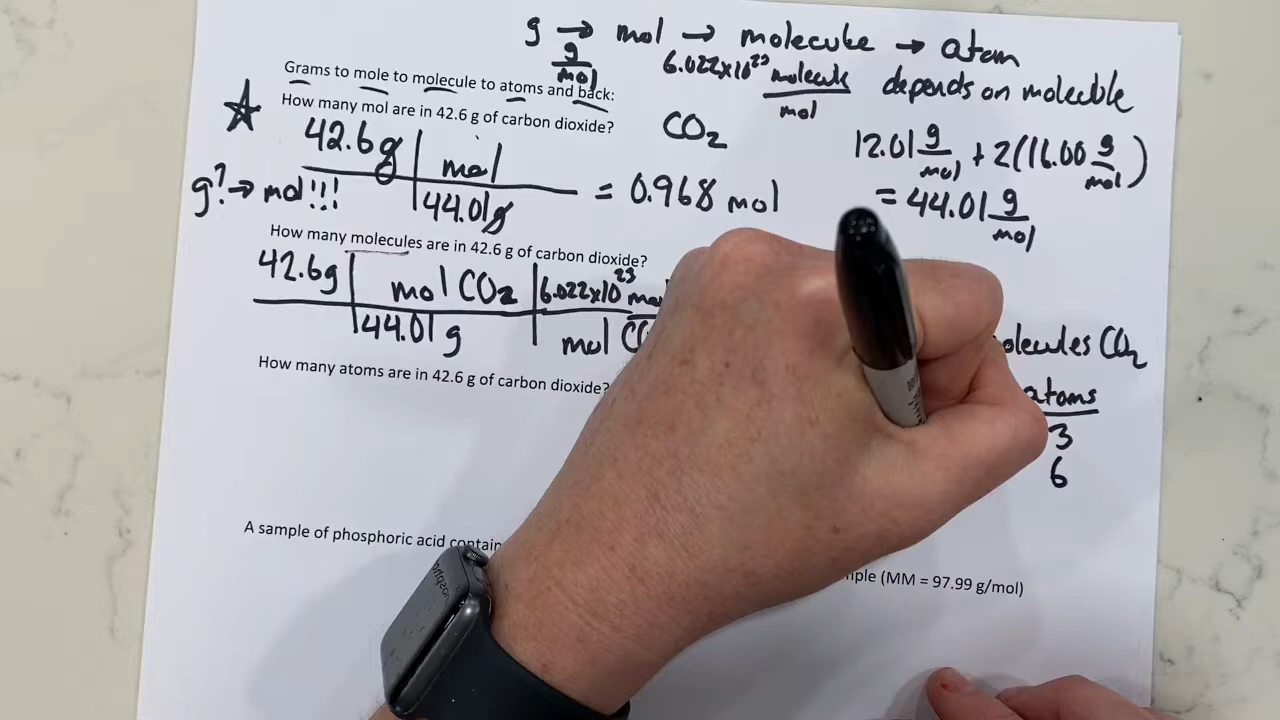 g → mol → molecule → atom
g/mol 6.022x10²³ molecule/mol depends on molecule
Grams to mole to molecule to atoms and back:
How many mol are in 42.6 g of carbon dioxide?
CO₂
42.6g | mol
44.01g
= 0.968 mol
g? → mol!!!
12.01 g/mol + 2(16.00 g/mol)
= 44.01 g/mol
How many molecules are in 42.6 g of carbon dioxide?
42.6g | mol CO₂ | 6.022x10²³
44.01 g | mol
CO₂
How many atoms are in 42.6 g of carbon dioxide?
atoms
3
6
A sample of phosphoric acid
(MM = 97.99 g/mol)